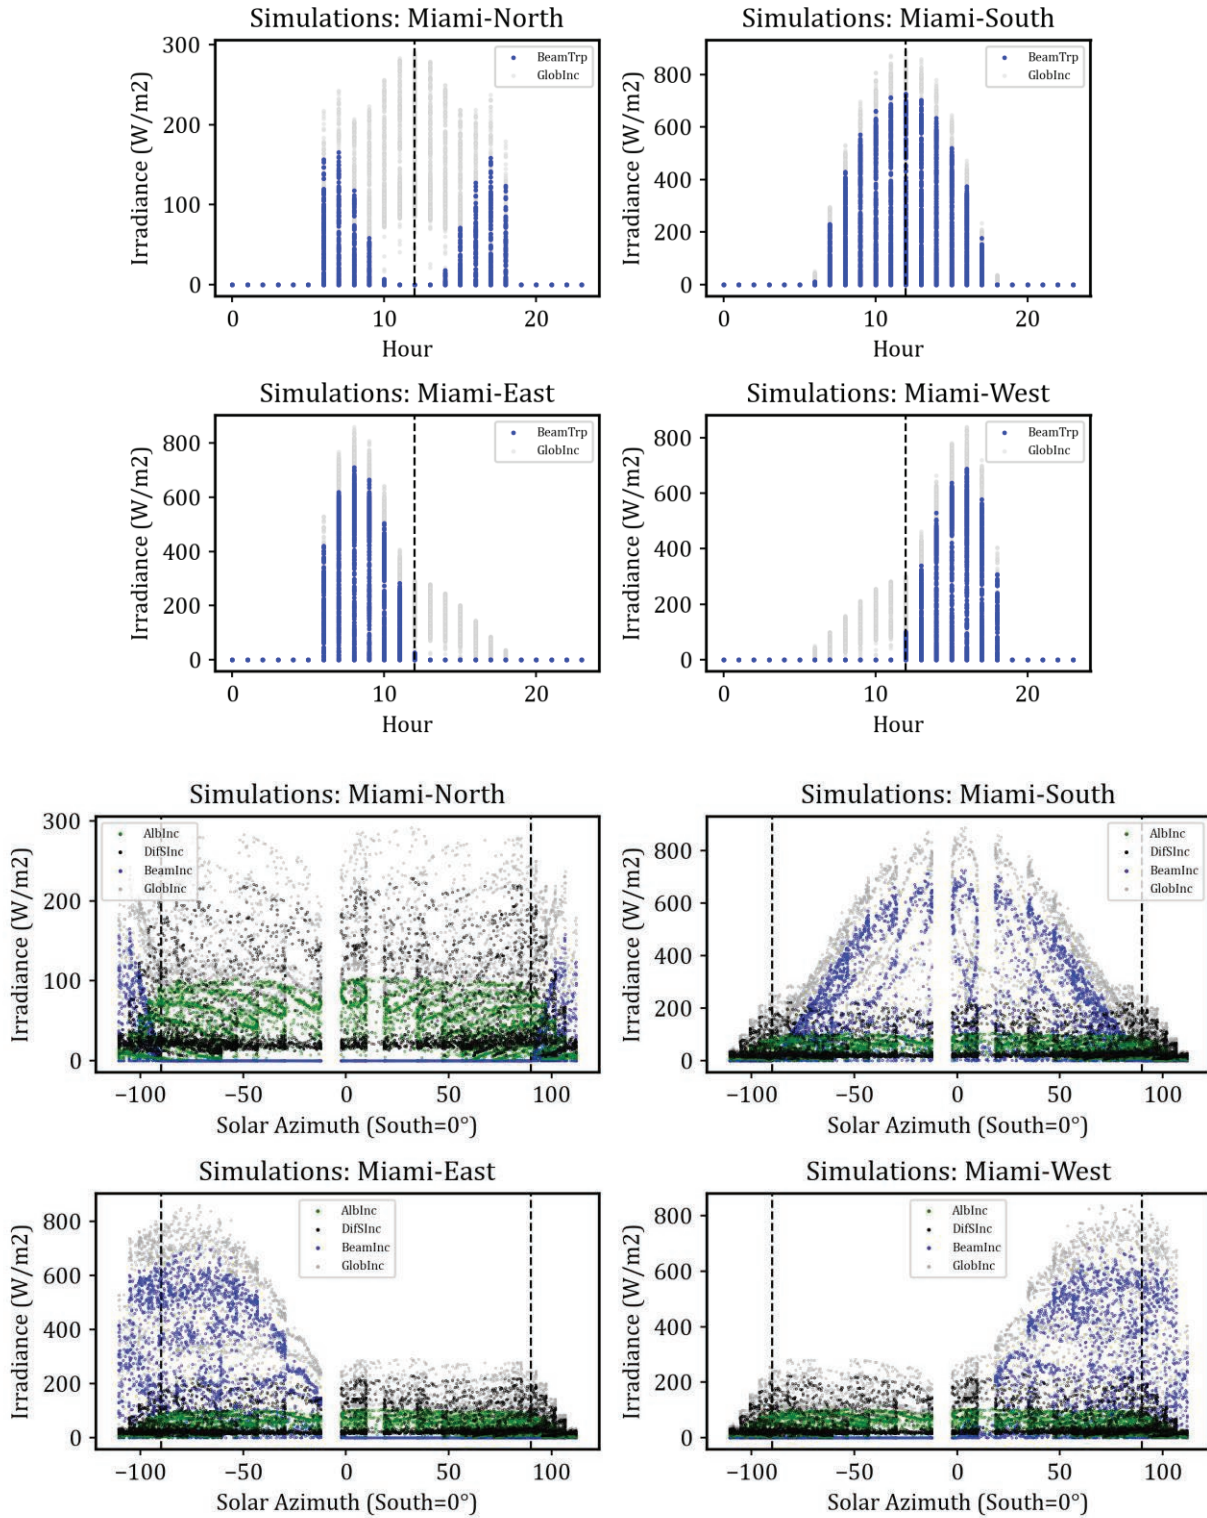 Simulations: Miami-North
Irradiance (W/m2)
300
200
100
0
BeamTrp
GlobInc
0
10
20
Hour
Simulations: Miami-South
Irradiance (W/m2)
800
600
400
200
0
BeamTrp
GlobInc
0
10
20
Hour
Simulations: Miami-East
Irradiance (W/m2)
800
600
400
200
0
BeamTrp
GlobInc
0
10
20
Hour
Simulations: Miami-West
Irradiance (W/m2)
800
600
400
200
0
BeamTrp
GlobInc
0
10
20
Hour
Simulations: Miami-North
Irradiance (W/m2)
300
200
100
0
AlbInc
DifSInc
BeamInc
GlobInc
−100
−50
0
50
100
Solar Azimuth (South=0°)
Simulations: Miami-South
Irradiance (W/m2)
800
600
400
200
0
AlbInc
DifSInc
BeamInc
GlobInc
−100
−50
0
50
100
Solar Azimuth (South=0°)
Simulations: Miami-East
Irradiance (W/m2)
800
600
400
200
0
AlbInc
DifSInc
BeamInc
GlobInc
−100
−50
0
50
100
Solar Azimuth (South=0°)
Simulations: Miami-West
Irradiance (W/m2)
800
600
400
200
0
AlbInc
DifSInc
BeamInc
GlobInc
−100
−50
0
50
100
Solar Azimuth (South=0°)